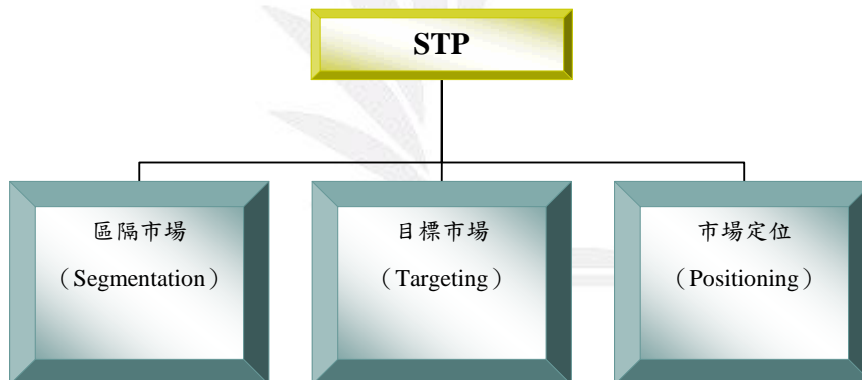 STP
區隔市場
（Segmentation）
目標市場
（Targeting）
市場定位
（Positioning）